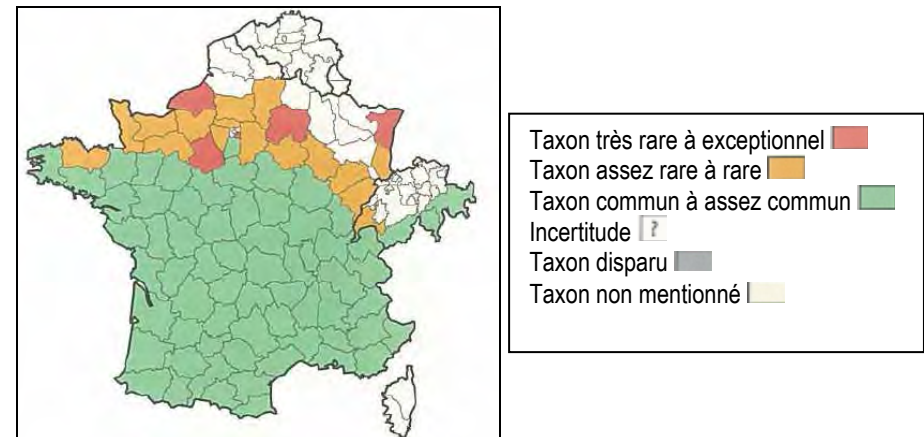 Taxon très rare à exceptionnel
Taxon assez rare à rare
Taxon commun à assez commun
Incertitude ?
Taxon disparu
Taxon non mentionné